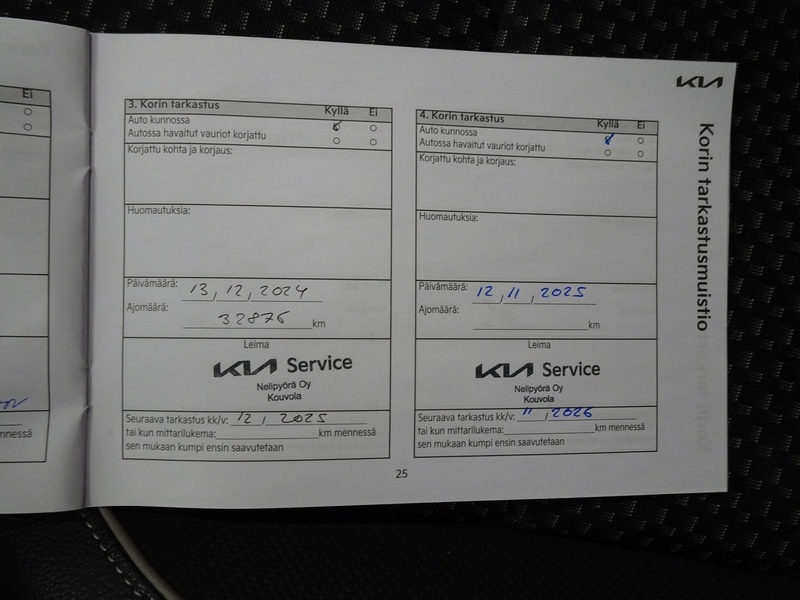 Ei
mennessä
3. Korin tarkastus
Kyllä Ei
Auto kunnossa
Autossa havaitut vauriot korjattu
Korjattu kohta ja korjaus:
Huomautuksia:
Päivämäärä: 13, 12, 2024
Ajomäärä:
32876 km
Leima
KIA Service
Nelipyörä Oy
Kouvola
Seuraava tarkastus kk/v: 12 / 2025
tai kun mittarilukema: km mennessä
sen mukaan kumpi ensin saavutetaan
4. Korin tarkastus
Kyllä Ei
Auto kunnossa
Autossa havaitut vauriot korjattu
Korjattu kohta ja korjaus:
Huomautuksia:
Päivämäärä: 12, 11, 2025
Ajomäärä:
km
Leima
KIA Service
Nelipyörä Oy
Kouvola
Seuraava tarkastus kk/v: 11, 2026
tai kun mittarilukema: km mennessä
sen mukaan kumpi ensin saavutetaan
25
KIA
Korin tarkastusmuistio